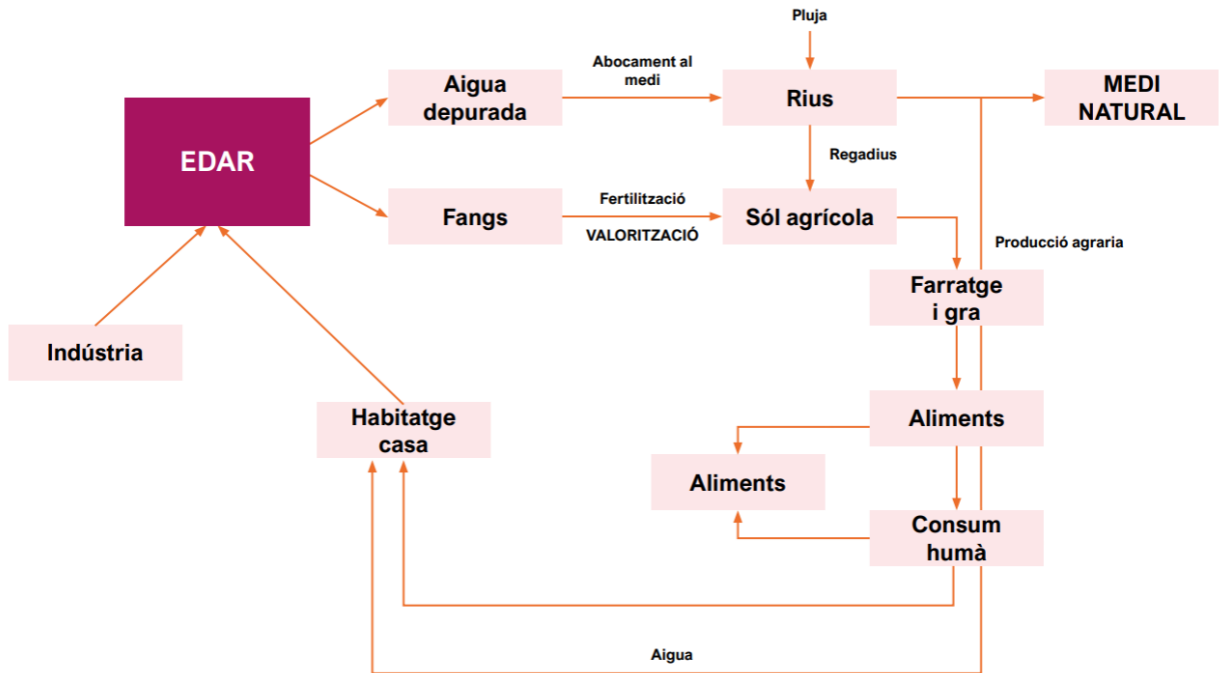 Pluja
Aigua
depurada
Abocament al
medi
Rius
MEDI
NATURAL
EDAR
Regadius
Fangs
Fertilització
VALORITZACIÓ
Sól agrícola
Producció agraria
Farratge
i gra
Indústria
Habitatge
casa
Aliments
Aliments
Consum
humà
Aigua